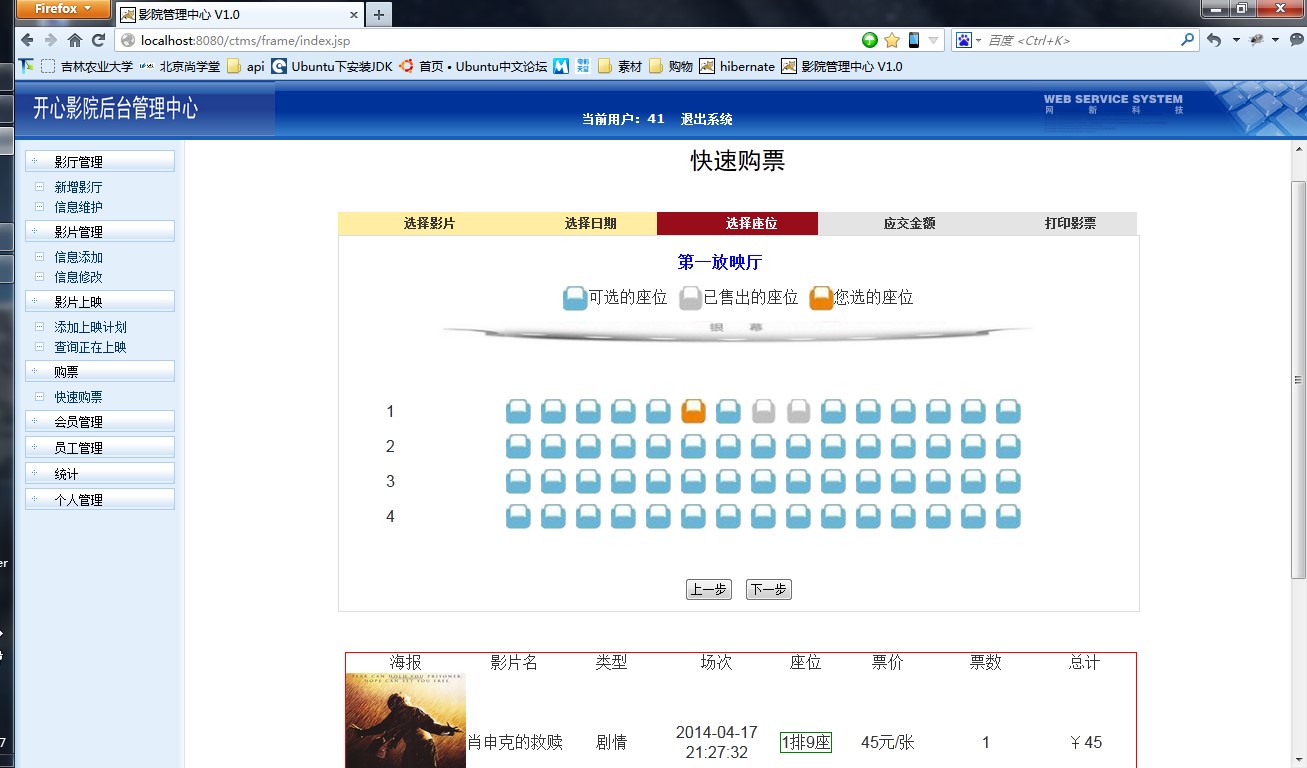 Firefox
影院管理中心 V1.0
localhost:8080/ctms/frame/index.jsp
百度 <Ctrl+K>
吉林农业大学 北京尚学堂 api Ubuntu下安装JDK 首页 • Ubuntu中文论坛 素材 购物 hibernate 影院管理中心 V1.0
开心影院后台管理中心
当前用户：41 退出系统
WEB SERVICE SYSTEM
网 新 科 技
影厅管理
新增影厅
信息维护
影片管理
信息添加
信息修改
影片上映
添加上映计划
查询正在上映
购票
快速购票
会员管理
员工管理
统计
个人管理
快速购票
选择影片 选择日期 选择座位 应交金额 打印影票
第一放映厅
可选的座位 已售出的座位 您选的座位
银 幕
1
2
3
4
上一步 下一步
海报 影片名 类型 场次 座位 票价 票数 总计
FEAR CAN HOLD YOU PRISONER
HOPE CAN SET YOU FREE
肖申克的救赎 剧情 2014-04-17 21:27:32 1排9座 45元/张 1 ￥45